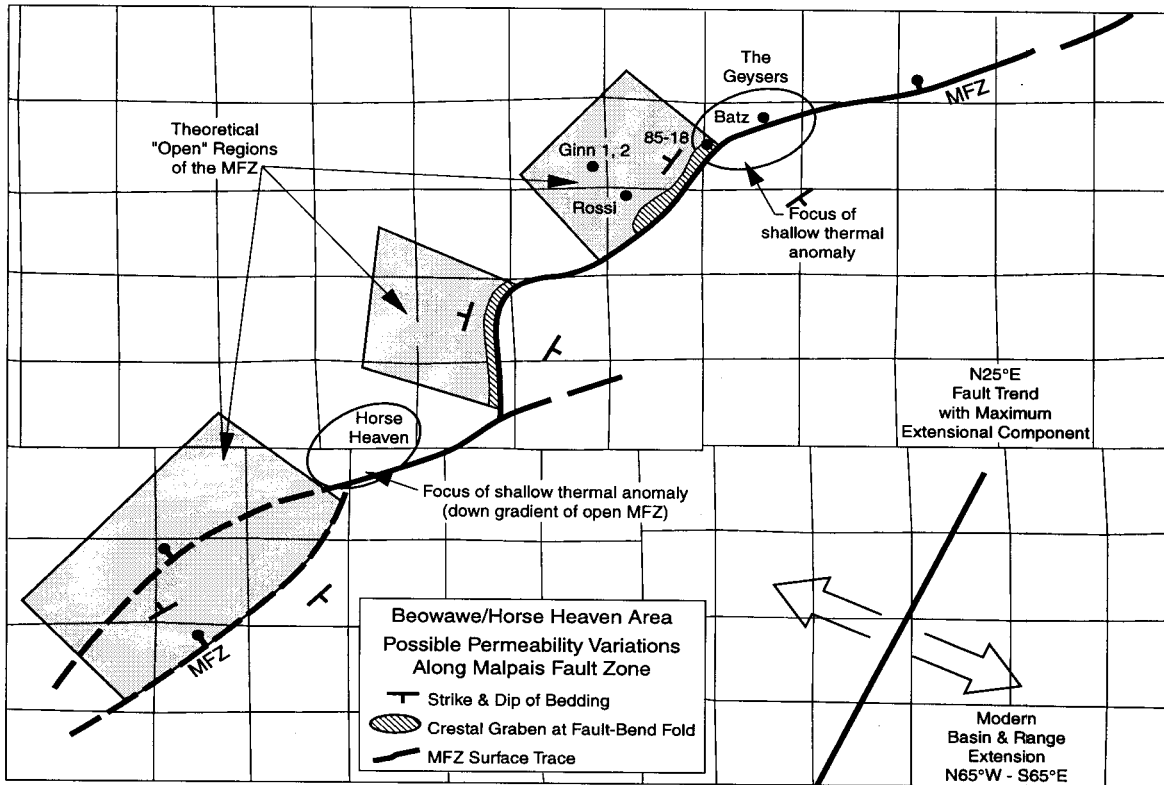 The
Geysers
Batz
MFZ
Theoretical
"Open" Regions
of the MFZ
85-18
Ginn 1, 2
Rossi
Focus of
shallow thermal
anomaly
N25°E
Fault Trend
with Maximum
Extensional Component
Horse
Heaven
Focus of shallow thermal anomaly
(down gradient of open MFZ)
MFZ
Beowawe/Horse Heaven Area
Possible Permeability Variations
Along Malpais Fault Zone
Strike & Dip of Bedding
Crestal Graben at Fault-Bend Fold
MFZ Surface Trace
Modern
Basin & Range
Extension
N65°W - S65°E